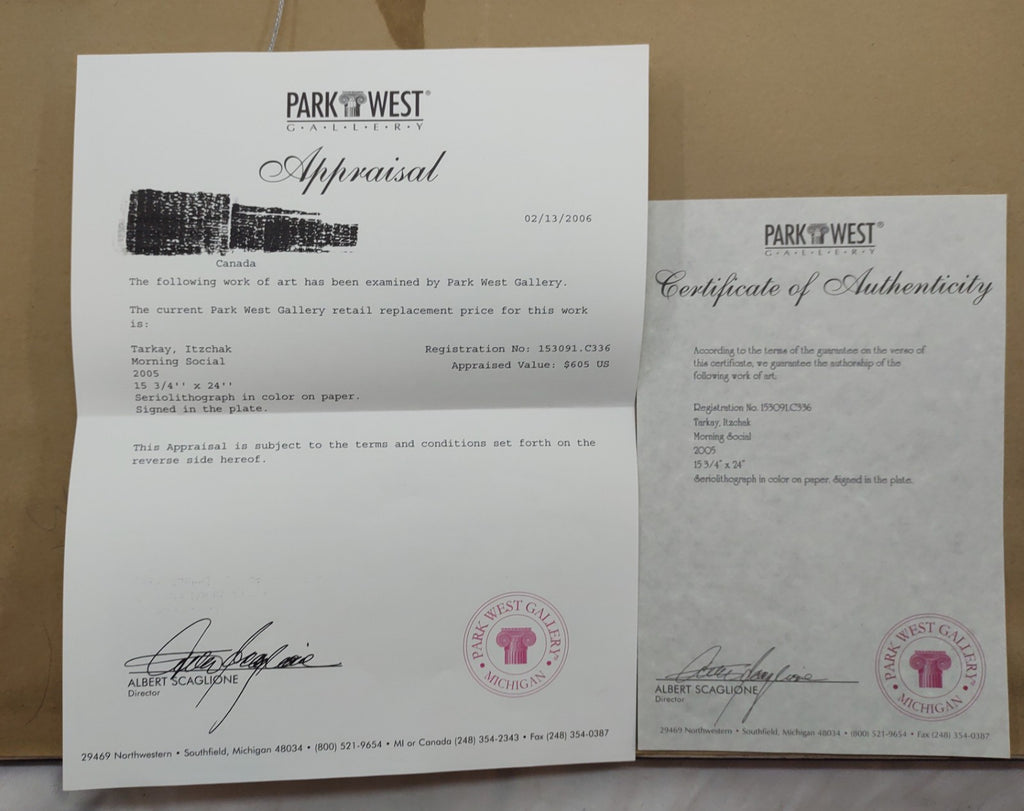 PARK WEST®
G·A·L·L·E·R·Y
Appraisal
02/13/2006
Canada
The following work of art has been examined by Park West Gallery.
The current Park West Gallery retail replacement price for this work
is:
Tarkay, Itzchak
Registration No: 153091.C336
Morning Social
Appraised Value: $605 US
2005
15 3/4'' x 24''
Seriolithograph in color on paper.
Signed in the plate.
This Appraisal is subject to the terms and conditions set forth on the
reverse side hereof.
ALBERT SCAGLIONE
Director
PARK WEST GALLERY™
• MICHIGAN •
29469 Northwestern • Southfield, Michigan 48034 • (800) 521-9654 • MI or Canada (248) 354-2343 • Fax (248) 354-0387
PARK WEST®
G·A·L·L·E·R·Y
Certificate of Authenticity
According to the terms of the guarantee on the verso of
this certificate, we guarantee the authorship of the
following work of art:
Registration No. 153091.C336
Tarkay, Itzchak
Morning Social
2005
15 3/4" x 24"
Seriolithograph in color on paper. Signed in the plate.
ALBERT SCAGLIONE
Director
PARK WEST GALLERY™
• MICHIGAN •
29469 Northwestern • Southfield, Michigan 48034 • (800) 521-9654 • Fax (248) 354-0387